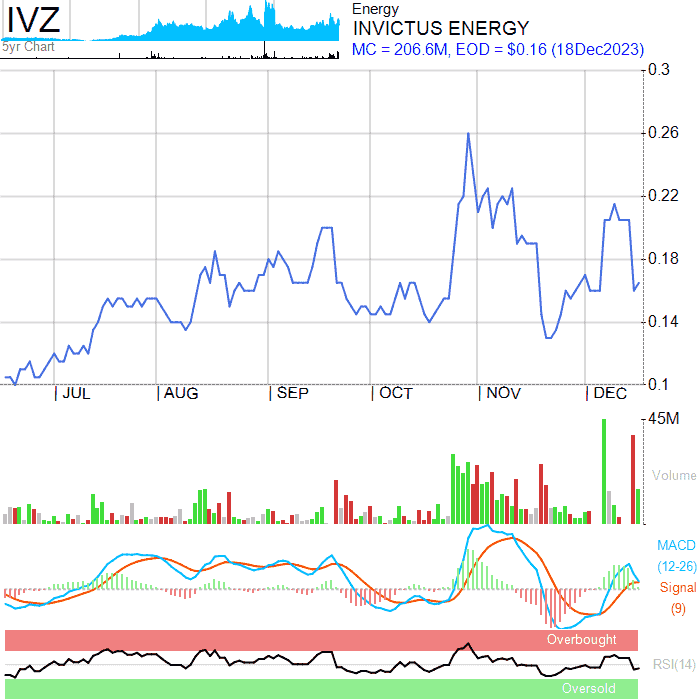 IVZ
5yr Chart
Energy
INVICTUS ENERGY
MC = 206.6M, EOD = $0.16 (18Dec2023)
0.3
0.26
0.22
0.18
0.14
0.1
JUL AUG SEP OCT NOV DEC
45M
Volume
MACD
(12-26)
Signal
(9)
Overbought
RSI(14)
Oversold